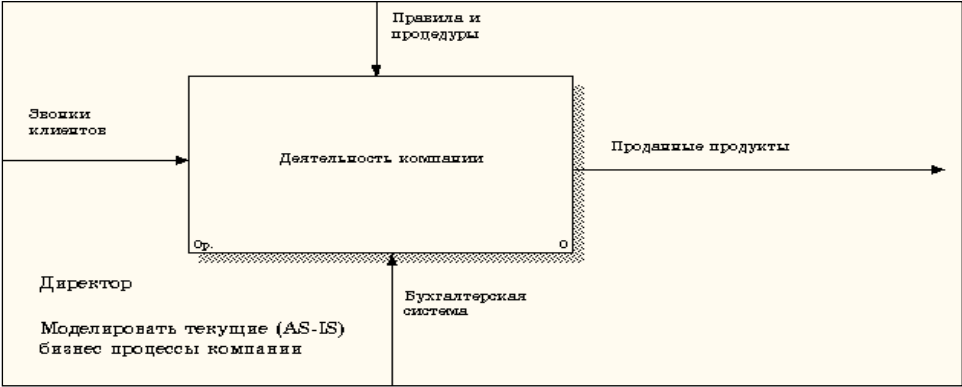 Правила и
процедуры
Звонки
клиентов
Деятельность компании
Проданные продукты
0р.
0
Директор
Бухгалтерская
система
Моделировать текущие (AS-IS)
бизнес процессы компании